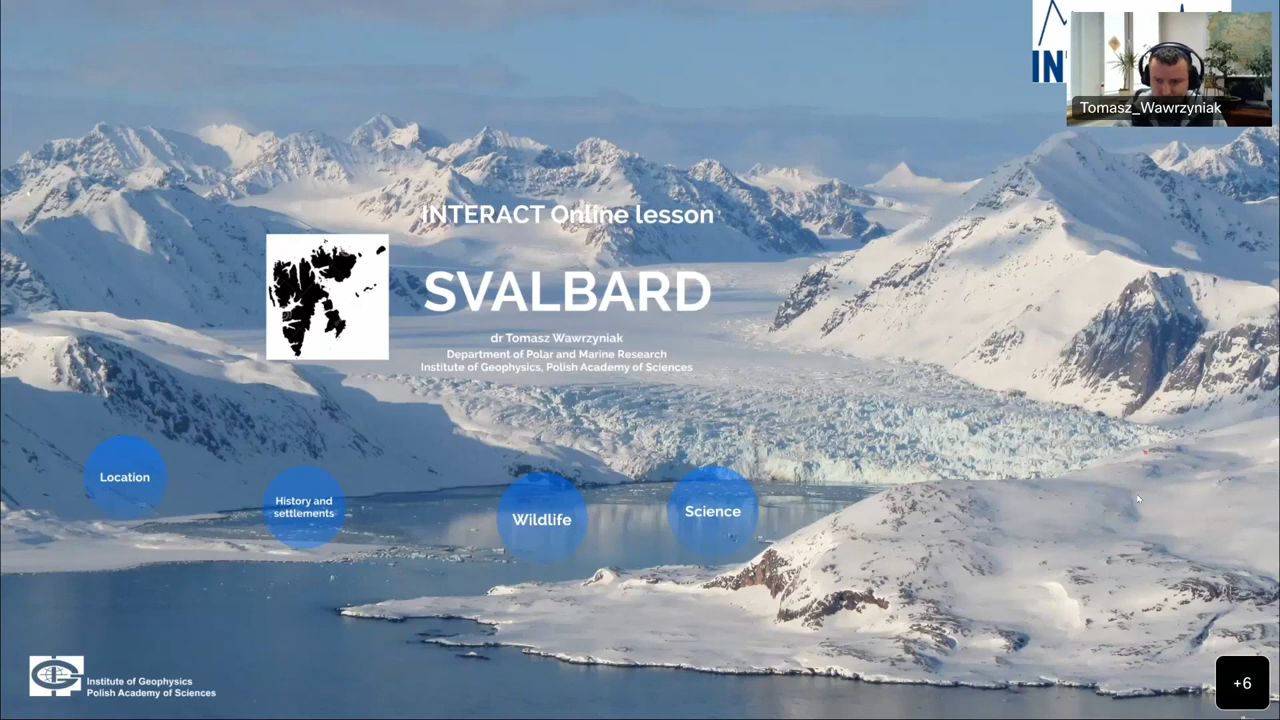 IN
Tomasz_Wawrzyniak
INTERACT Online lesson
SVALBARD
dr Tomasz Wawrzyniak
Department of Polar and Marine Research
Institute of Geophysics, Polish Academy of Sciences
Location
History and
settlements
Wildlife
Science
Institute of Geophysics
Polish Academy of Sciences
+6